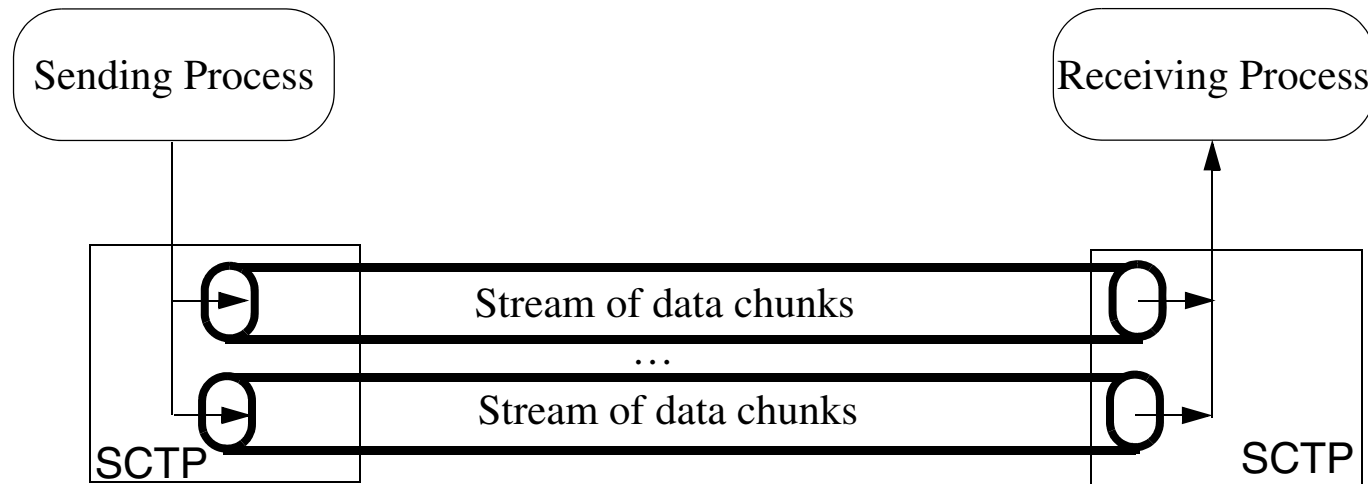 Sending Process
Receiving Process
Stream of data chunks
...
Stream of data chunks
SCTP
SCTP